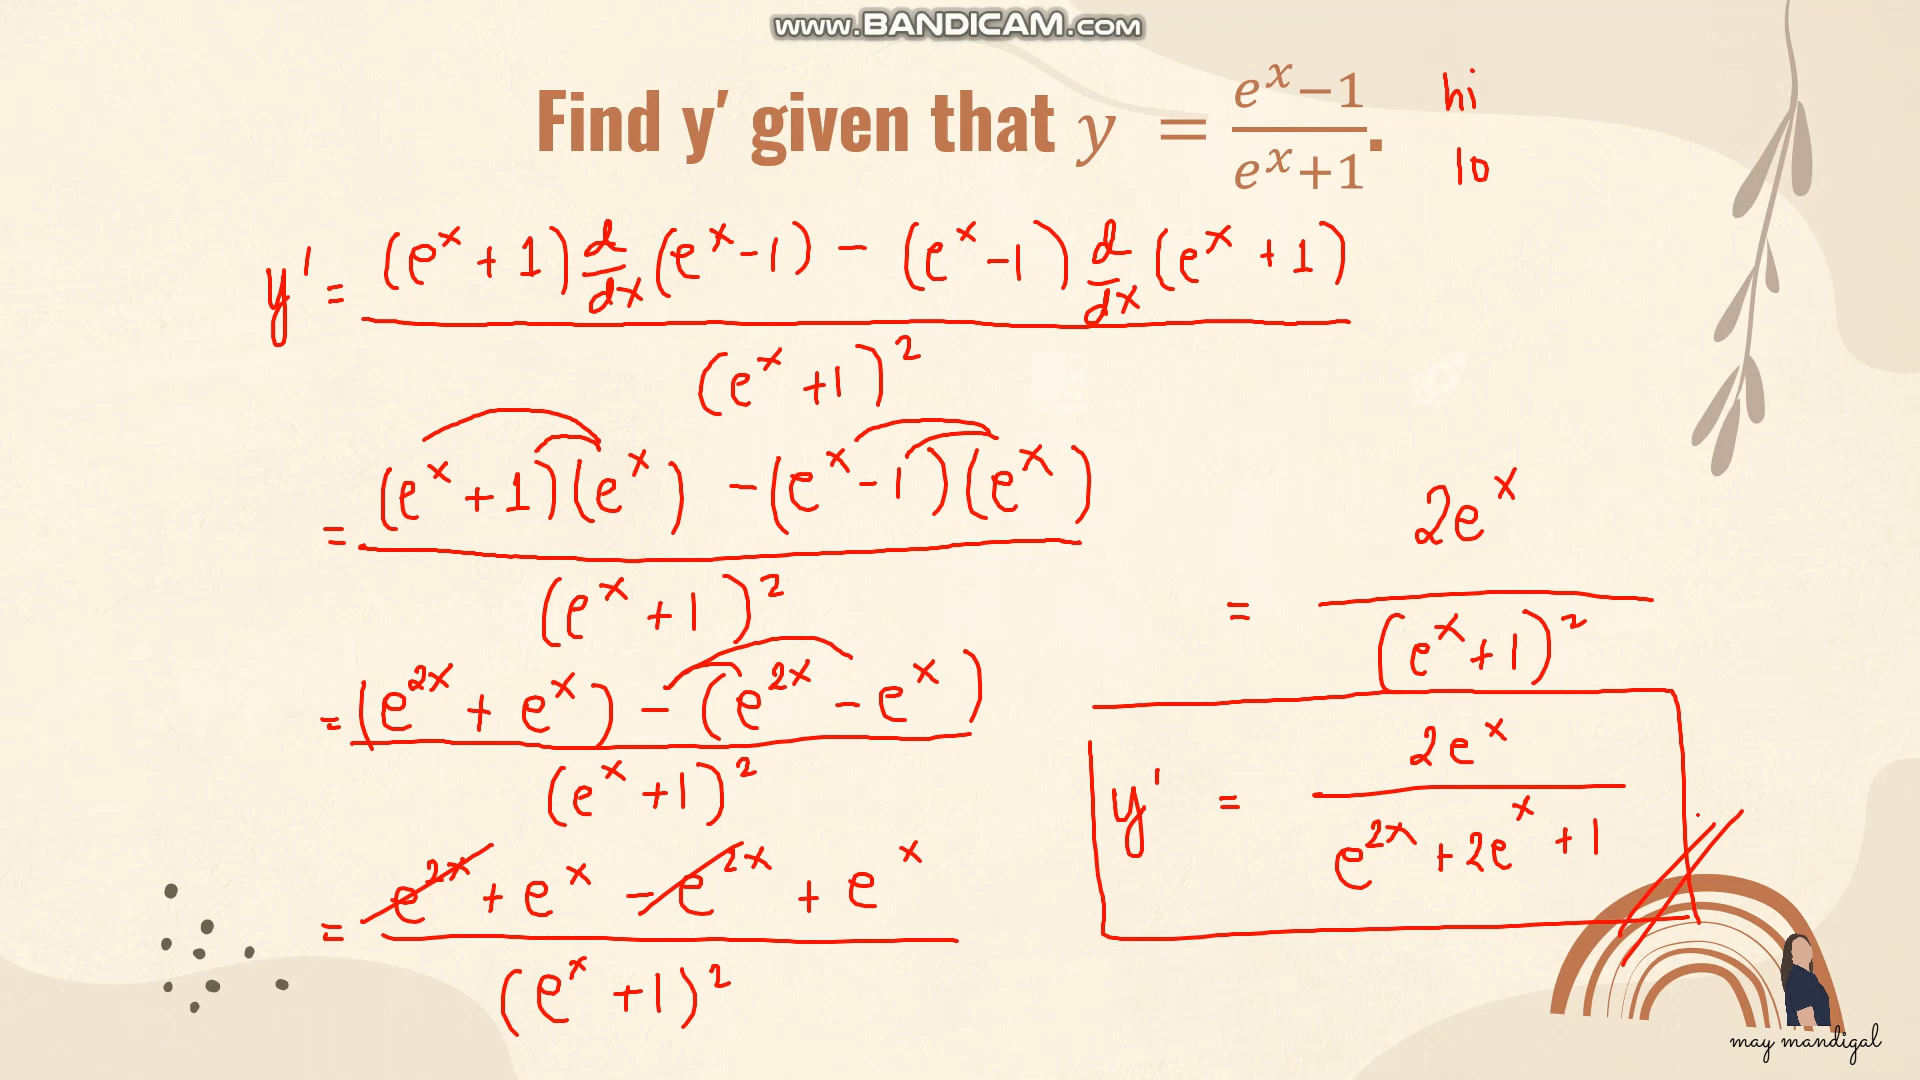 www.BANDICAM.com
Find y′ given that y = (e^x−1)/(e^x+1).
hi
lo
y' = ((e^x + 1) d/dx (e^x - 1) - (e^x - 1) d/dx (e^x + 1)) / (e^x + 1)^2
= ((e^x + 1)(e^x) - (e^x - 1)(e^x)) / (e^x + 1)^2
= ((e^2x + e^x) - (e^2x - e^x)) / (e^x + 1)^2
= (e^2x + e^x - e^2x + e^x) / (e^x + 1)^2
= 2e^x / (e^x + 1)^2
y' = 2e^x / (e^2x + 2e^x + 1)
may mandigal